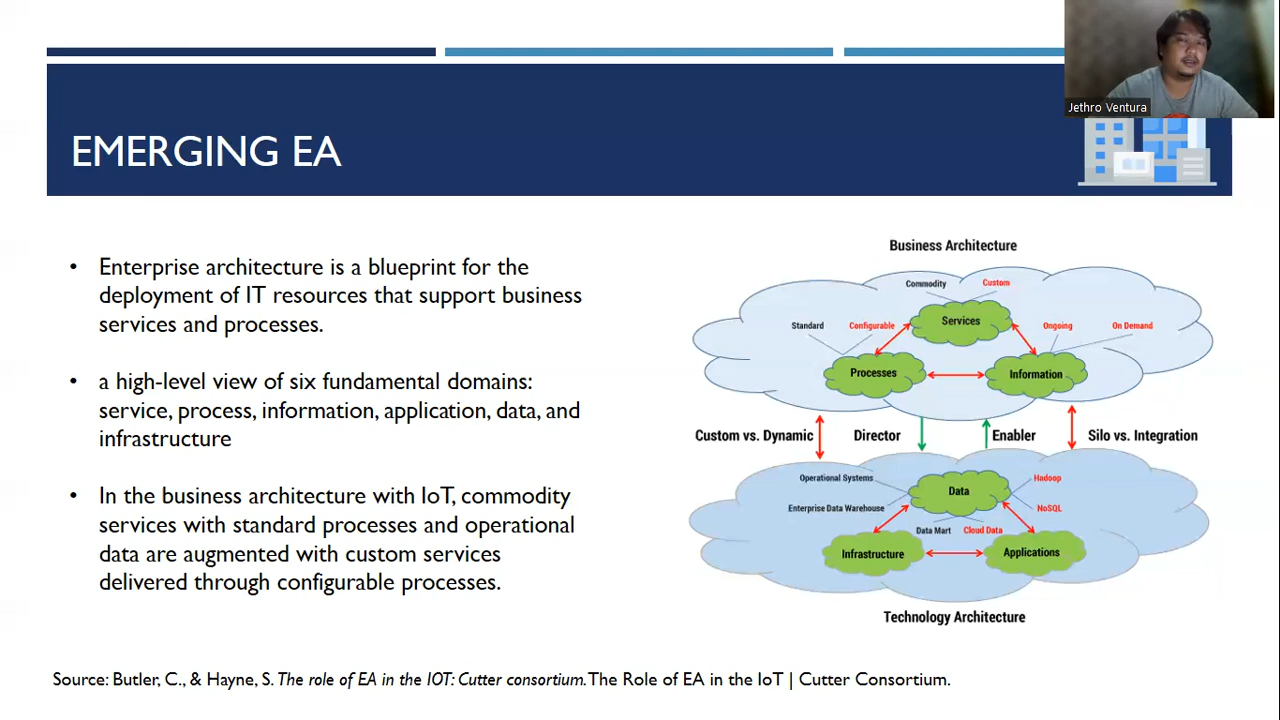 Jethro Ventura
EMERGING EA
• Enterprise architecture is a blueprint for the
deployment of IT resources that support business
services and processes.
• a high-level view of six fundamental domains:
service, process, information, application, data, and
infrastructure
• In the business architecture with IoT, commodity
services with standard processes and operational
data are augmented with custom services
delivered through configurable processes.
Business Architecture
Commodity
Custom
Services
Standard
Configurable
Ongoing
On Demand
Processes
Information
Custom vs. Dynamic
Director
Enabler
Silo vs. Integration
Operational Systems
Data
Hadoop
Enterprise Data Warehouse
NoSQL
Data Mart
Cloud Data
Infrastructure
Applications
Technology Architecture
Source: Butler, C., & Hayne, S. The role of EA in the IOT: Cutter consortium. The Role of EA in the IoT | Cutter Consortium.